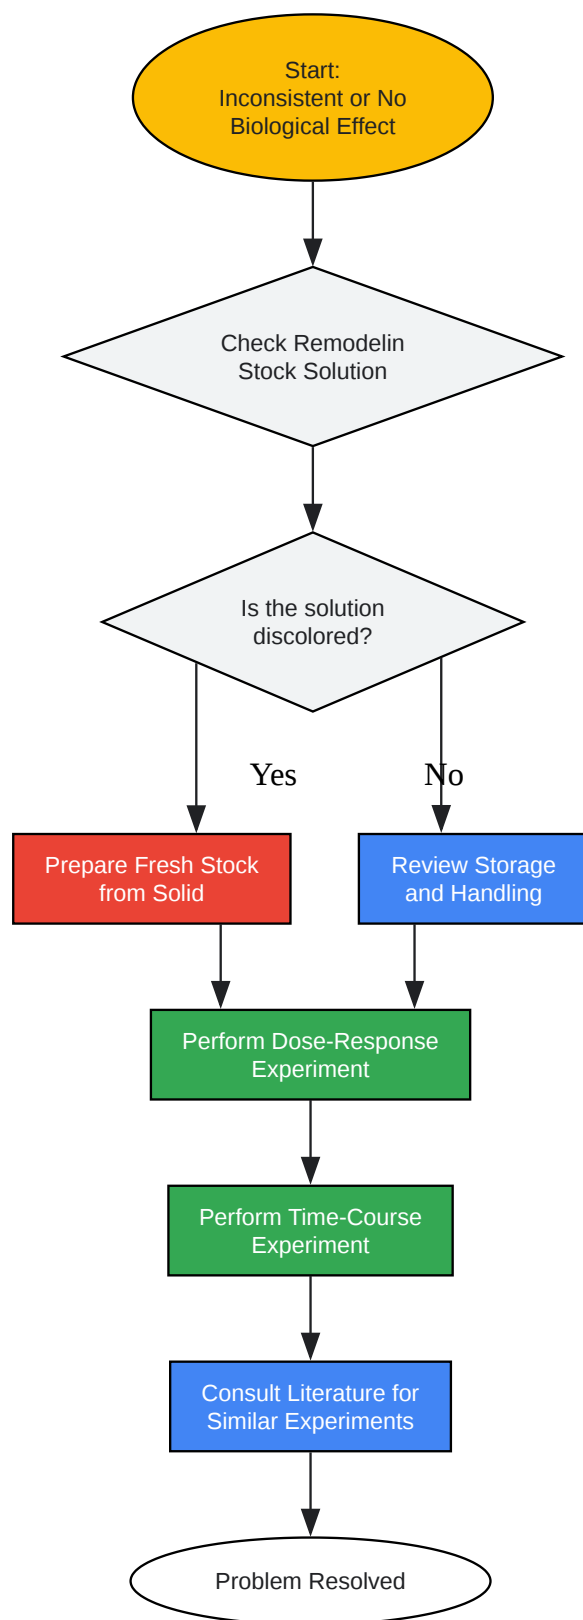 Start:
Inconsistent or No
Biological Effect
Check Remodelin
Stock Solution
Is the solution
discolored?
Yes
No
Prepare Fresh Stock
from Solid
Review Storage
and Handling
Perform Dose-Response
Experiment
Perform Time-Course
Experiment
Consult Literature for
Similar Experiments
Problem Resolved